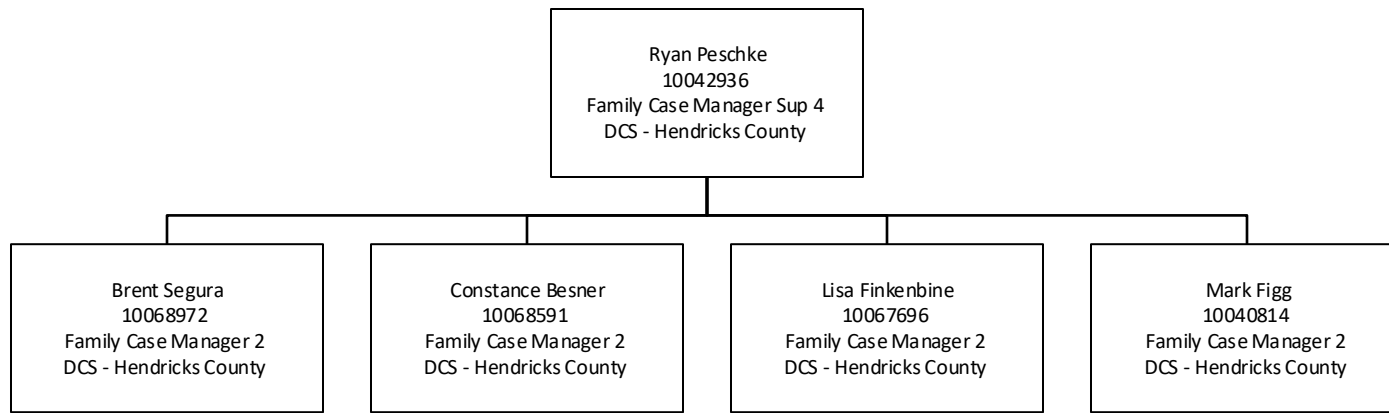 Ryan Peschke
10042936
Family Case Manager Sup 4
DCS - Hendricks County
Brent Segura
10068972
Family Case Manager 2
DCS - Hendricks County
Constance Besner
10068591
Family Case Manager 2
DCS - Hendricks County
Lisa Finkenbine
10067696
Family Case Manager 2
DCS - Hendricks County
Mark Figg
10040814
Family Case Manager 2
DCS - Hendricks County